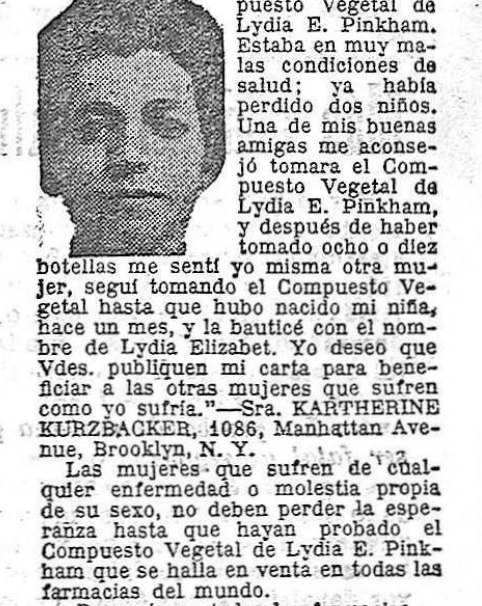 puesto Vegetal de
Lydia E. Pinkham.
Estaba en muy ma-
las condiciones de
salud; ya había
perdido dos niños.
Una de mis buenas
amigas me aconse-
jó tomara el Com-
puesto Vegetal de
Lydia E. Pinkham,
y después de haber
tomado ocho o diez
botellas me sentí yo misma otra mu-
jer, seguí tomando el Compuesto Ve-
getal hasta que hubo nacido mi niña,
hace un mes, y la bauticé con el nom-
bre de Lydia Elizabet. Yo deseo que
Vdes. publiquen mi carta para bene-
ficiar a las otras mujeres que sufren
como yo sufría."—Sra. KARTHERINE
KURZBACKER, 1086, Manhattan Ave-
nue, Brooklyn, N. Y.
Las mujeres que sufren de cual-
quier enfermedad o molestia propia
de su sexo, no deben perder la espe-
ranza hasta que hayan probado el
Compuesto Vegetal de Lydia E. Pink-
ham que se halla en venta en todas las
farmacias del mundo.